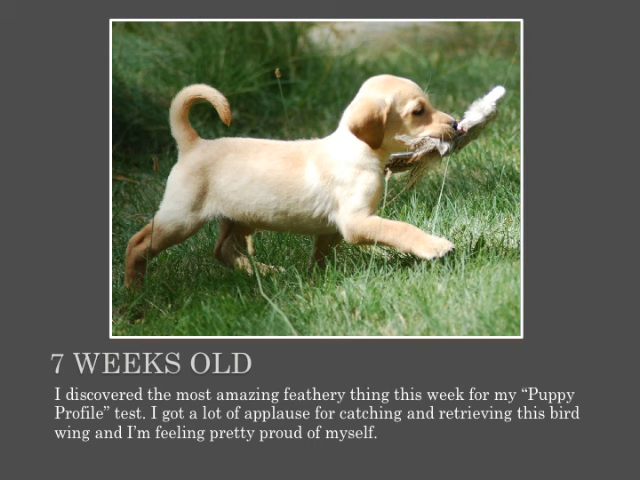 7 WEEKS OLD
I discovered the most amazing feathery thing this week for my “Puppy
Profile” test. I got a lot of applause for catching and retrieving this bird
wing and I’m feeling pretty proud of myself.